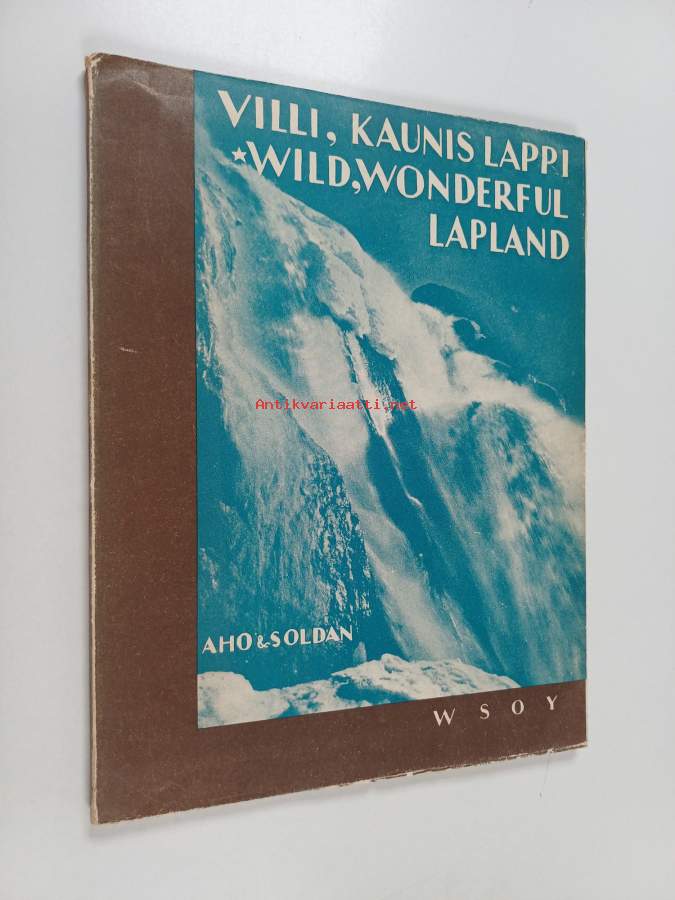 VILLI, KAUNIS LAPPI
★WILD, WONDERFUL
LAPLAND
Antikvariaatti.net
AHO & SOLDAN
WSOY